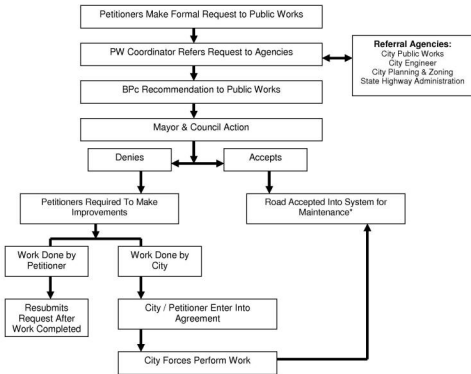 Petitioners Make Formal Request to Public Works
PW Coordinator Refers Request to Agencies
Referral Agencies:
City Public Works
City Engineer
City Planning & Zoning
State Highway Administration
BPc Recommendation to Public Works
Mayor & Council Action
Denies
Accepts
Petitioners Required To Make
Improvements
Road Accepted Into System for
Maintenance*
Work Done by
Petitioner
Work Done by
City
Resubmits
Request After
Work Completed
City / Petitioner Enter Into
Agreement
City Forces Perform Work